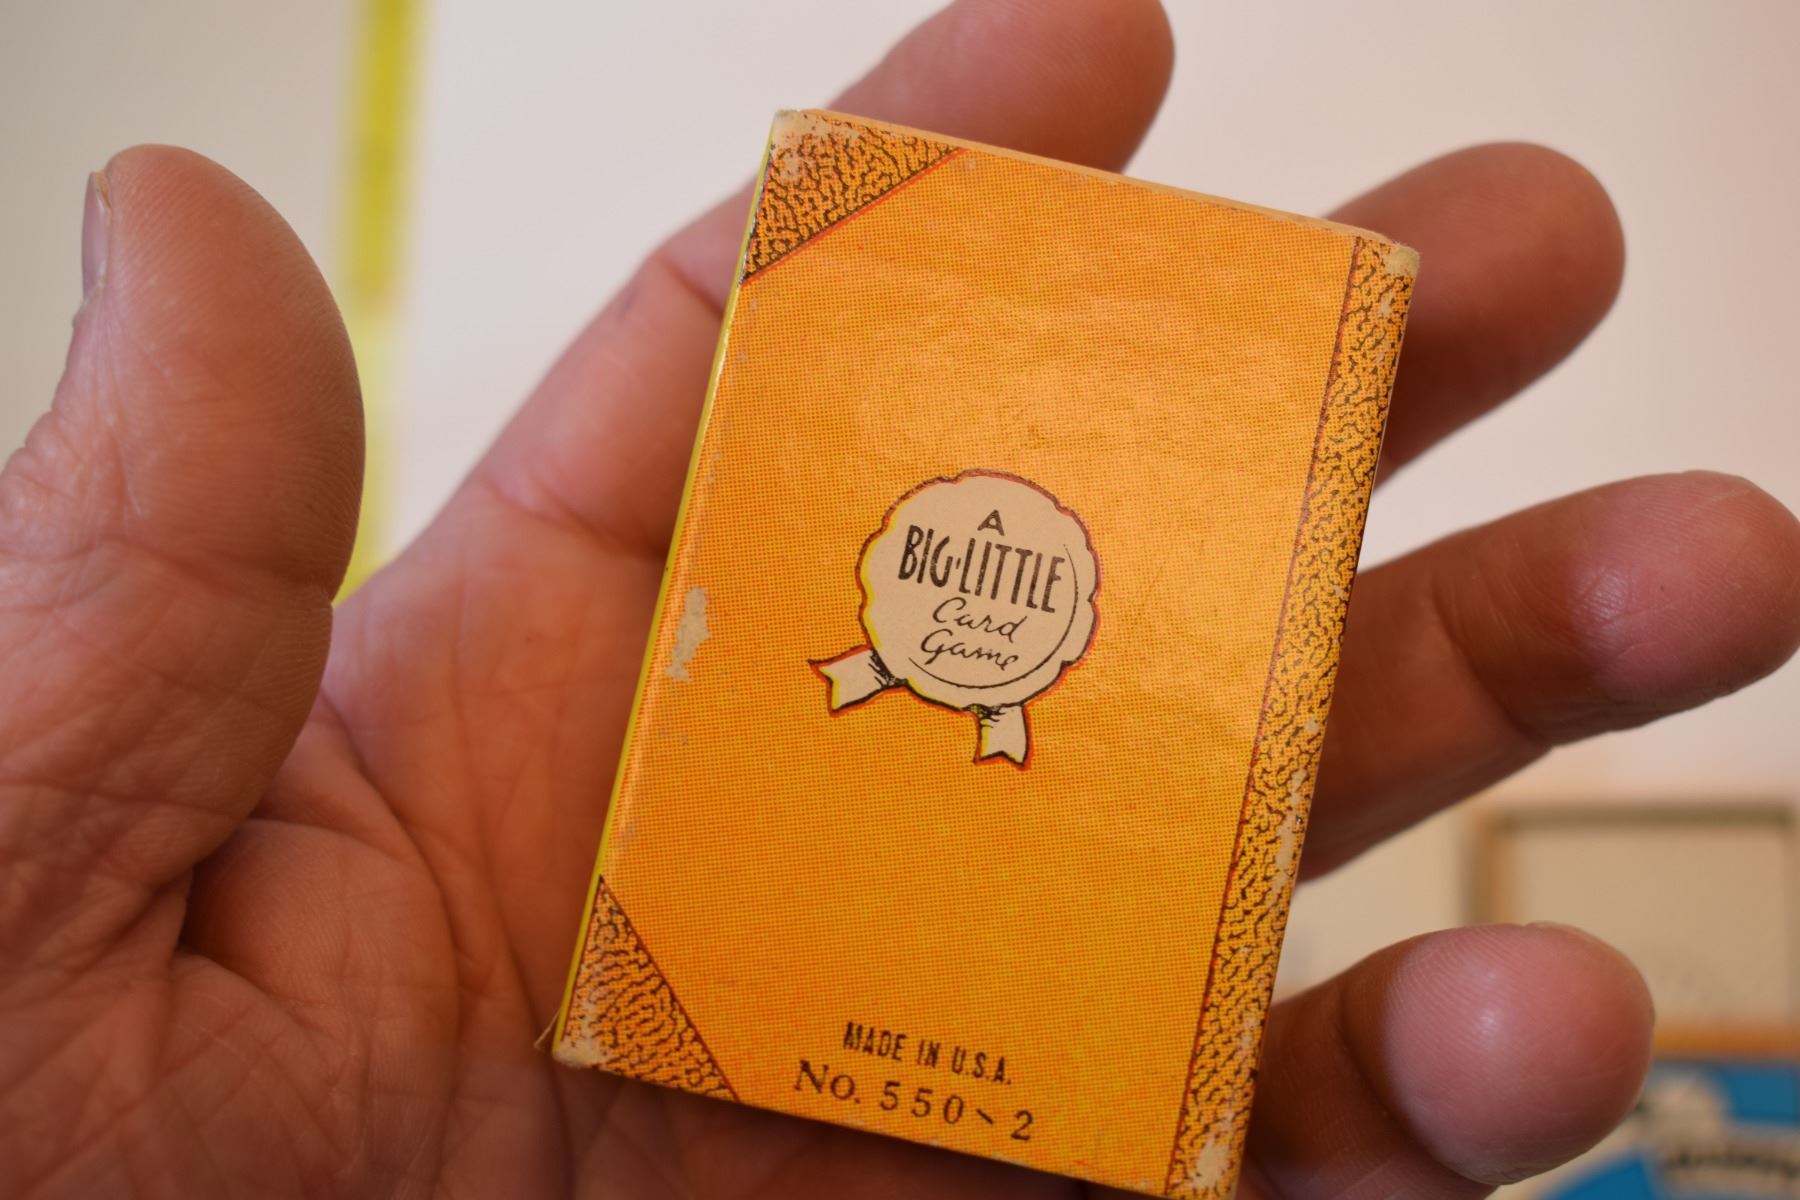 A
BIG·LITTLE
Card
Game
MADE IN U.S.A.
No. 550-2